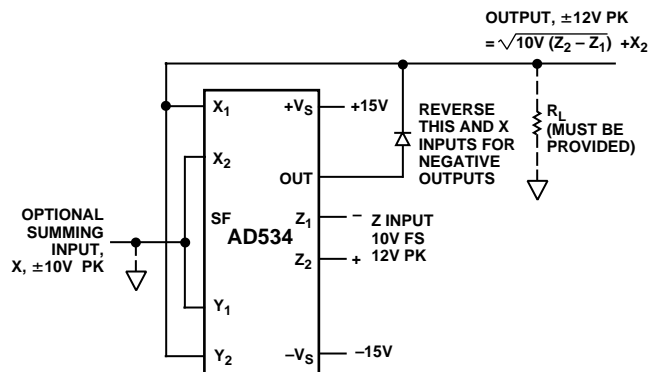 OUTPUT, ±12V PK
= √10V (Z₂ – Z₁) +X₂
X₁
+Vₛ
+15V
REVERSE
THIS AND X
INPUTS FOR
NEGATIVE
OUTPUTS
R_L
(MUST BE
PROVIDED)
X₂
OUT
OPTIONAL
SUMMING
INPUT,
X, ±10V PK
SF
AD534
Z₁
–
Z INPUT
10V FS
12V PK
Z₂
+
Y₁
Y₂
–Vₛ
–15V